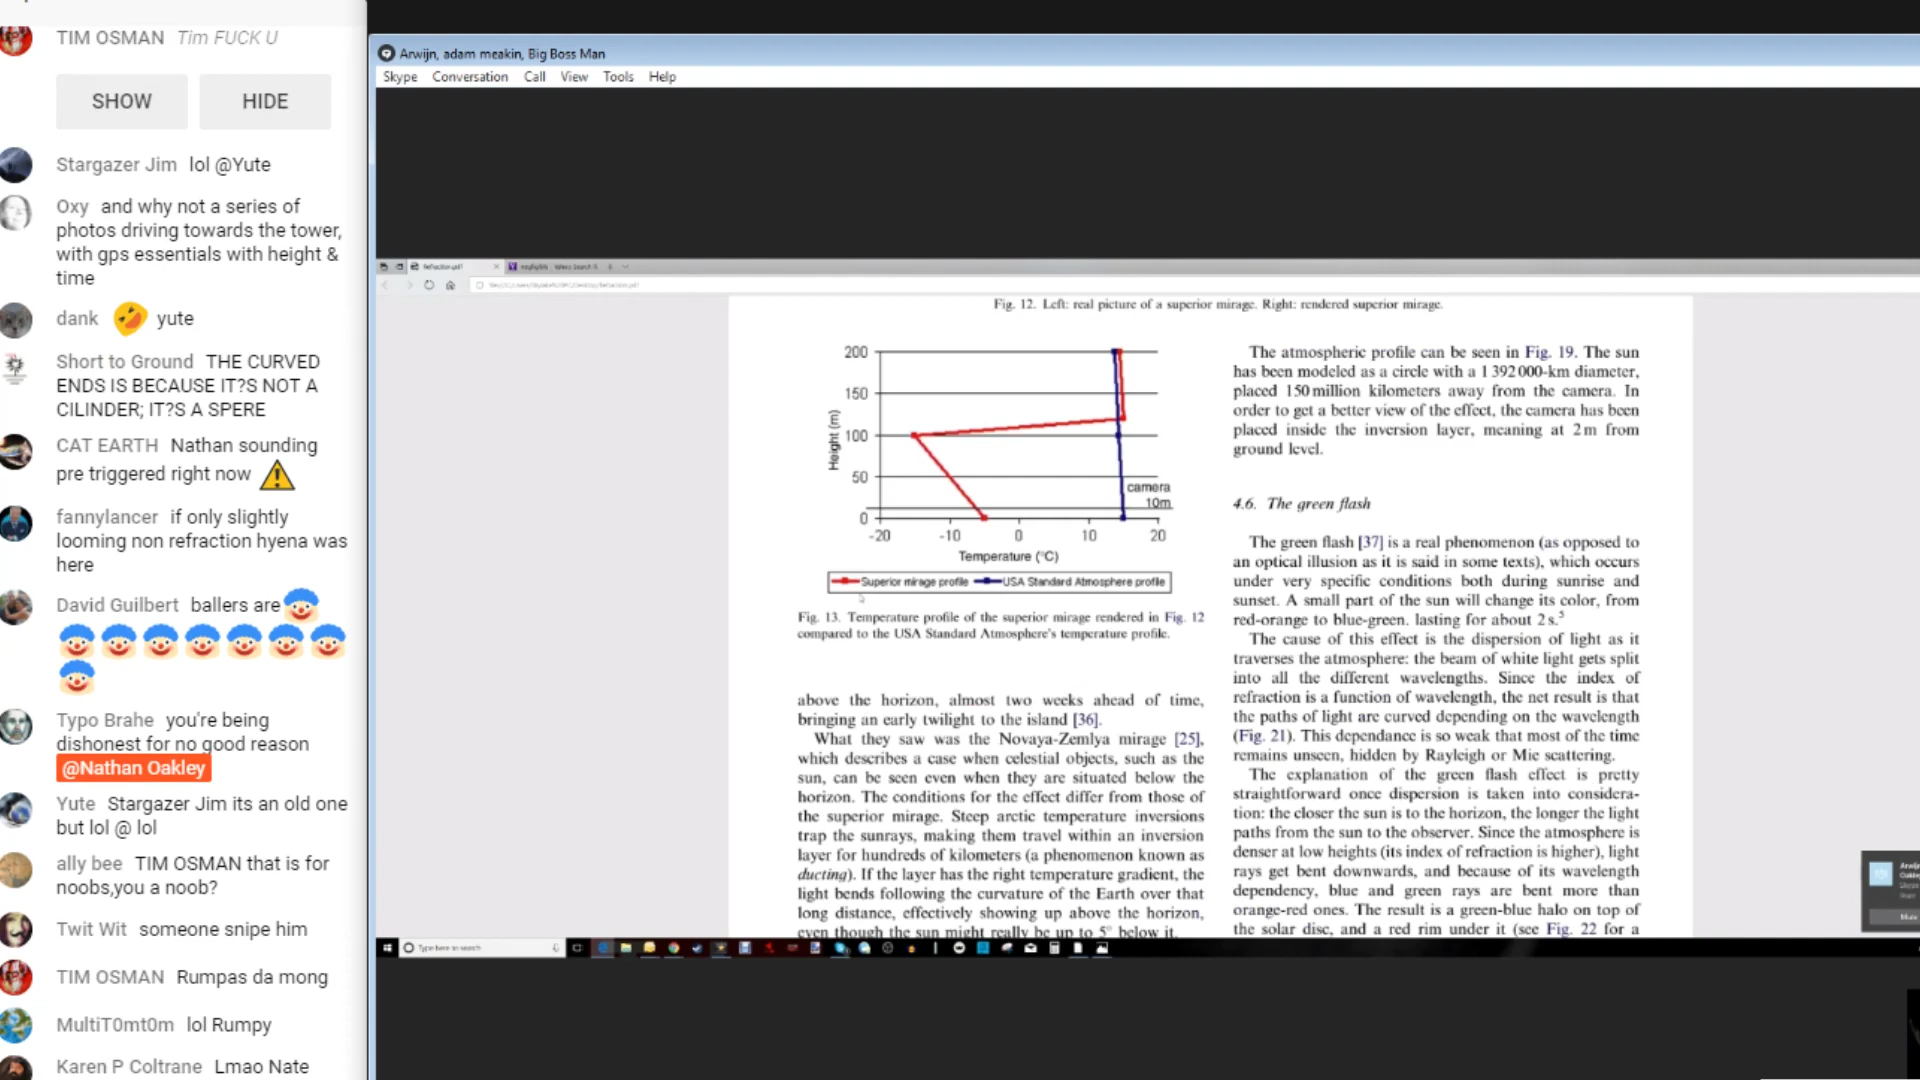 TIM OSMAN Tim FUCK U
SHOW HIDE
Stargazer Jim lol @Yute
Oxy and why not a series of
photos driving towards the tower,
with gps essentials with height &
time
dank yute
Short to Ground THE CURVED
ENDS IS BECAUSE IT?S NOT A
CILINDER; IT?S A SPERE
CAT EARTH Nathan sounding
pre triggered right now
fannylancer if only slightly
looming non refraction hyena was
here
David Guilbert ballers are
Typo Brahe you're being
dishonest for no good reason
@Nathan Oakley
Yute Stargazer Jim its an old one
but lol @ lol
ally bee TIM OSMAN that is for
noobs,you a noob?
Twit Wit someone snipe him
TIM OSMAN Rumpas da mong
MultiT0mt0m lol Rumpy
Karen P Coltrane Lmao Nate
Arwijn, adam meakin, Big Boss Man
Skype Conversation Call View Tools Help
Refraction.pdf
Fig. 12. Left: real picture of a superior mirage. Right: rendered superior mirage.
200
150
100
50
0
Height (m)
-20 -10 0 10 20
Temperature (°C)
camera
10m
Superior mirage profile USA Standard Atmosphere profile
Fig. 13. Temperature profile of the superior mirage rendered in Fig. 12
compared to the USA Standard Atmosphere's temperature profile.
above the horizon, almost two weeks ahead of time,
bringing an early twilight to the island [36].
What they saw was the Novaya-Zemlya mirage [25],
which describes a case when celestial objects, such as the
sun, can be seen even when they are situated below the
horizon. The conditions for the effect differ from those of
the superior mirage. Steep arctic temperature inversions
trap the sunrays, making them travel within an inversion
layer for hundreds of kilometers (a phenomenon known as
ducting). If the layer has the right temperature gradient, the
light bends following the curvature of the Earth over that
long distance, effectively showing up above the horizon,
even though the sun might really be up to 5° below it.
The atmospheric profile can be seen in Fig. 19. The sun
has been modeled as a circle with a 1 392 000-km diameter,
placed 150 million kilometers away from the camera. In
order to get a better view of the effect, the camera has been
placed inside the inversion layer, meaning at 2 m from
ground level.
4.6. The green flash
The green flash [37] is a real phenomenon (as opposed to
an optical illusion as it is said in some texts), which occurs
under very specific conditions both during sunrise and
sunset. A small part of the sun will change its color, from
red-orange to blue-green. lasting for about 2 s.5
The cause of this effect is the dispersion of light as it
traverses the atmosphere: the beam of white light gets split
into all the different wavelengths. Since the index of
refraction is a function of wavelength, the net result is that
the paths of light are curved depending on the wavelength
(Fig. 21). This dependance is so weak that most of the time
remains unseen, hidden by Rayleigh or Mie scattering.
The explanation of the green flash effect is pretty
straightforward once dispersion is taken into considera-
tion: the closer the sun is to the horizon, the longer the light
paths from the sun to the observer. Since the atmosphere is
denser at low heights (its index of refraction is higher), light
rays get bent downwards, and because of its wavelength
dependency, blue and green rays are bent more than
orange-red ones. The result is a green-blue halo on top of
the solar disc, and a red rim under it (see Fig. 22 for a
Type here to search